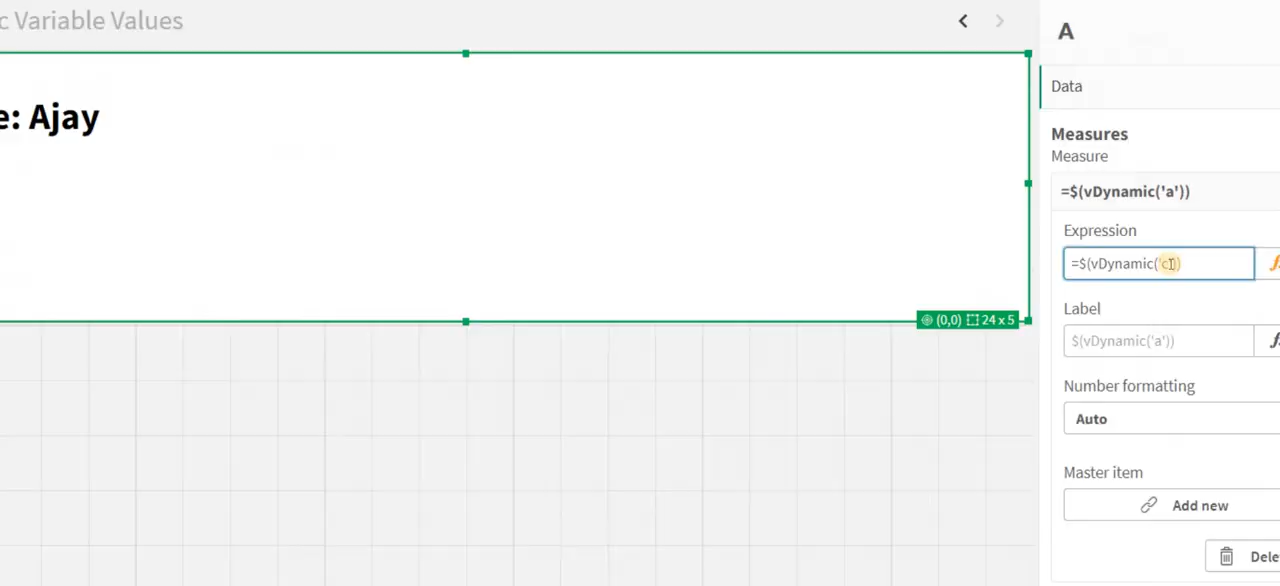 c Variable Values
e: Ajay
(0,0) 24 x 5
A
Data
Measures
Measure
=$(vDynamic('a'))
Expression
=$(vDynamic('c'))
Label
$(vDynamic('a'))
Number formatting
Auto
Master item
Add new
Dele